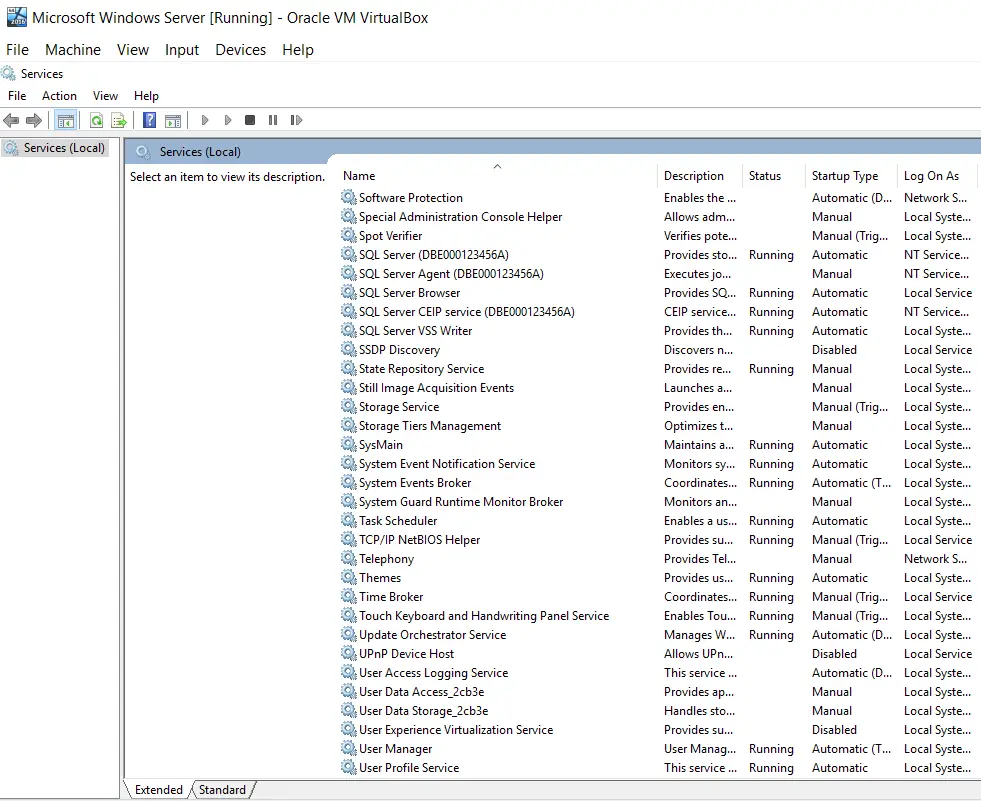 Microsoft Windows Server [Running] - Oracle VM VirtualBox
File Machine View Input Devices Help
Services
File Action View Help
Services (Local)
Services (Local)
Select an item to view its description.
Name Description Status Startup Type Log On As
Software Protection Enables the ... Automatic (D... Network S...
Special Administration Console Helper Allows adm... Manual Local Syste...
Spot Verifier Verifies pote... Manual (Trig... Local Syste...
SQL Server (DBE000123456A) Provides sto... Running Automatic NT Service...
SQL Server Agent (DBE000123456A) Executes jo... Manual NT Service...
SQL Server Browser Provides SQ... Running Automatic Local Service
SQL Server CEIP service (DBE000123456A) CEIP service... Running Automatic NT Service...
SQL Server VSS Writer Provides th... Running Automatic Local Syste...
SSDP Discovery Discovers n... Disabled Local Service
State Repository Service Provides re... Running Manual Local Syste...
Still Image Acquisition Events Launches a... Manual Local Syste...
Storage Service Provides en... Manual (Trig... Local Syste...
Storage Tiers Management Optimizes t... Manual Local Syste...
SysMain Maintains a... Running Automatic Local Syste...
System Event Notification Service Monitors sy... Running Automatic Local Syste...
System Events Broker Coordinates... Running Automatic (T... Local Syste...
System Guard Runtime Monitor Broker Monitors an... Manual Local Syste...
Task Scheduler Enables a us... Running Automatic Local Syste...
TCP/IP NetBIOS Helper Provides su... Running Manual (Trig... Local Service
Telephony Provides Tel... Manual Network S...
Themes Provides us... Running Automatic Local Syste...
Time Broker Coordinates... Running Manual (Trig... Local Service
Touch Keyboard and Handwriting Panel Service Enables Tou... Running Manual (Trig... Local Syste...
Update Orchestrator Service Manages W... Running Automatic (D... Local Syste...
UPnP Device Host Allows UPn... Disabled Local Service
User Access Logging Service This service ... Automatic (D... Local Syste...
User Data Access_2cb3e Provides ap... Manual Local Syste...
User Data Storage_2cb3e Handles sto... Manual Local Syste...
User Experience Virtualization Service Provides su... Disabled Local Syste...
User Manager User Manag... Running Automatic (T... Local Syste...
User Profile Service This service ... Running Automatic Local Syste...
Extended Standard